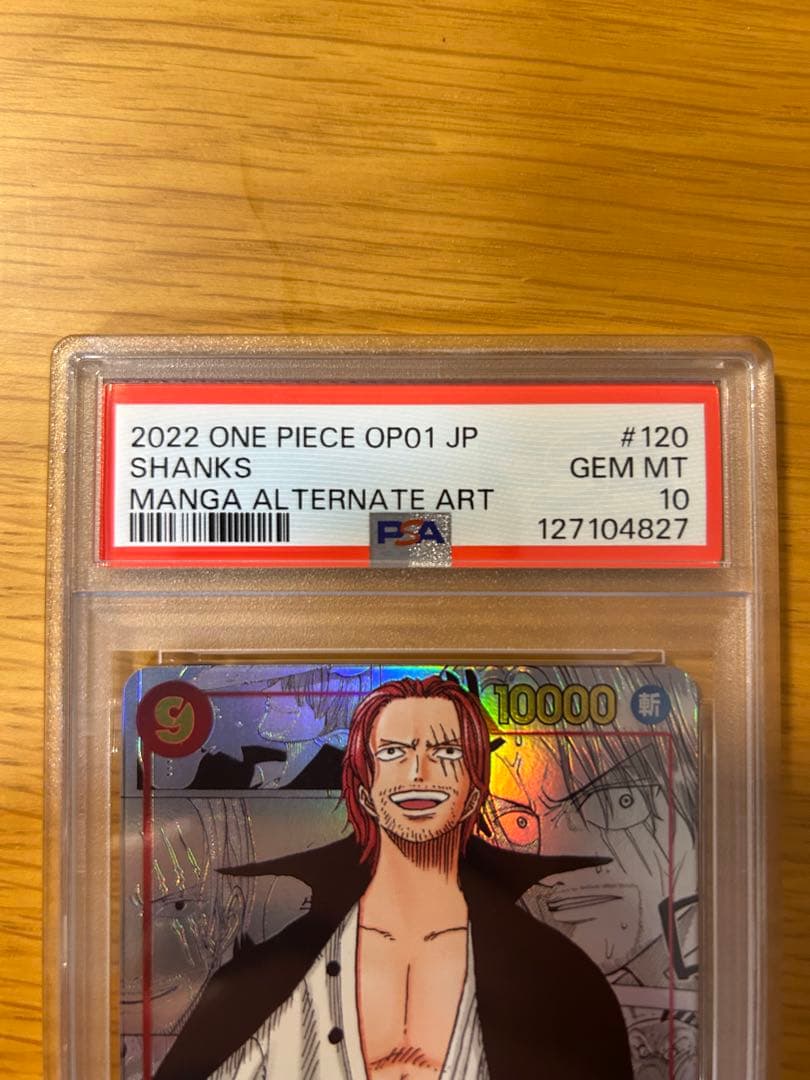 2022 ONE PIECE OP01 JP #120
SHANKS GEM MT
MANGA ALTERNATE ART 10
PSA 127104827
9 10000 斬